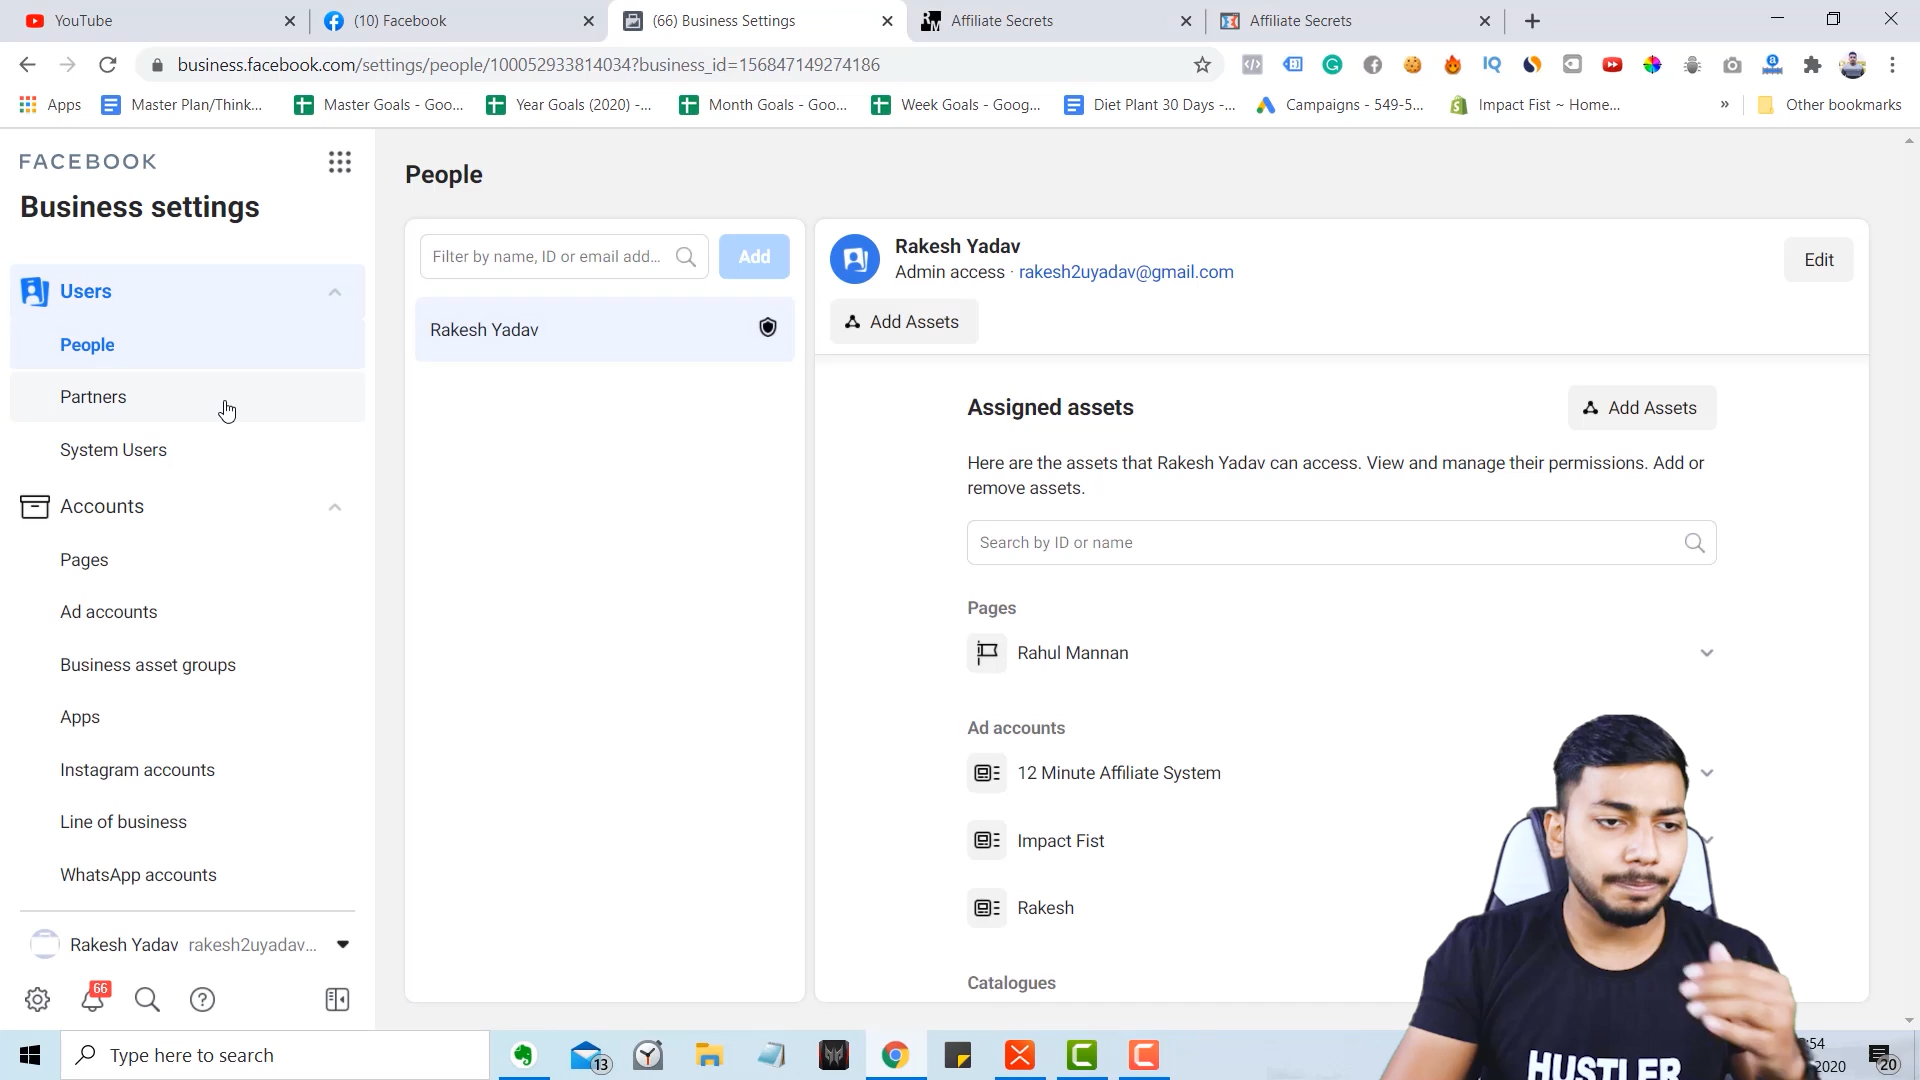 YouTube
(10) Facebook
(66) Business Settings
Affiliate Secrets
Affiliate Secrets
business.facebook.com/settings/people/100052933814034?business_id=156847149274186
Apps
Master Plan/Think...
Master Goals - Goo...
Year Goals (2020) -...
Month Goals - Goo...
Week Goals - Goog...
Diet Plant 30 Days -...
Campaigns - 549-5...
Impact Fist ~ Home...
»
Other bookmarks
FACEBOOK
Business settings
Users
People
Partners
System Users
Accounts
Pages
Ad accounts
Business asset groups
Apps
Instagram accounts
Line of business
WhatsApp accounts
Rakesh Yadav rakesh2uyadav...
66
People
Filter by name, ID or email add...
Add
Rakesh Yadav
Rakesh Yadav
Admin access · rakesh2uyadav@gmail.com
Edit
Add Assets
Assigned assets
Add Assets
Here are the assets that Rakesh Yadav can access. View and manage their permissions. Add or
remove assets.
Search by ID or name
Pages
Rahul Mannan
Ad accounts
12 Minute Affiliate System
Impact Fist
Rakesh
Catalogues
HUSTLER
Type here to search
13
:54
2020
20